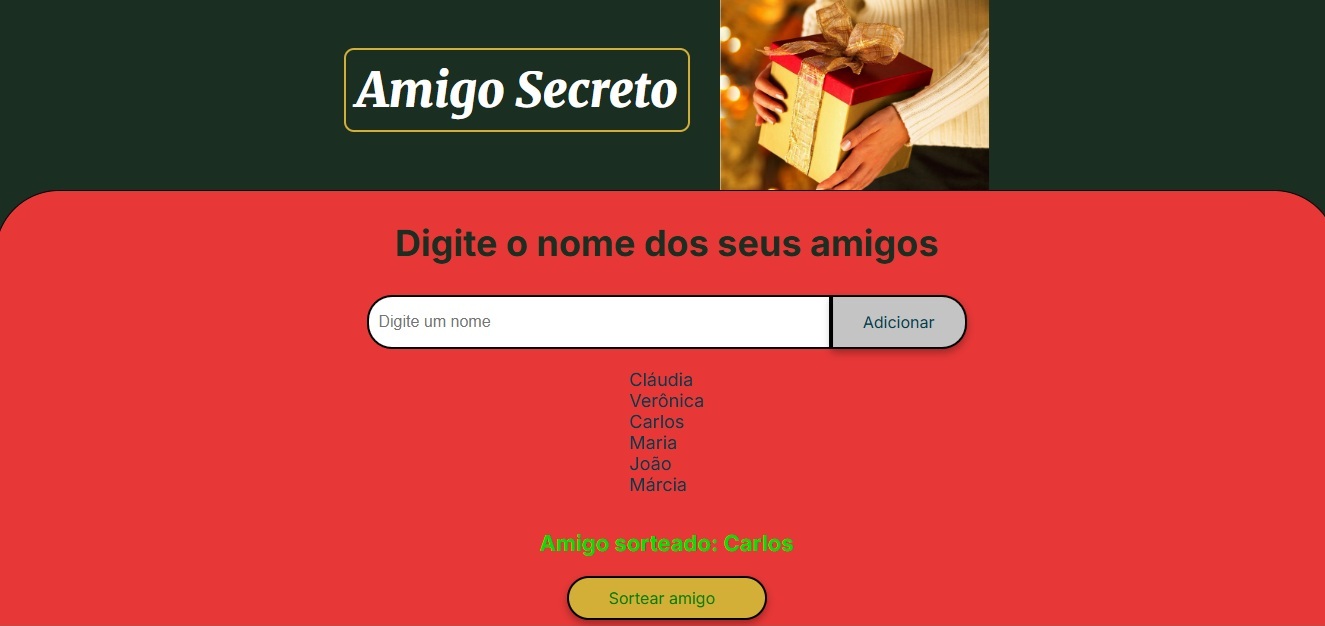 Amigo Secreto
Digite o nome dos seus amigos
Digite um nome
Adicionar
Cláudia
Verônica
Carlos
Maria
João
Márcia
Amigo sorteado: Carlos
Sortear amigo